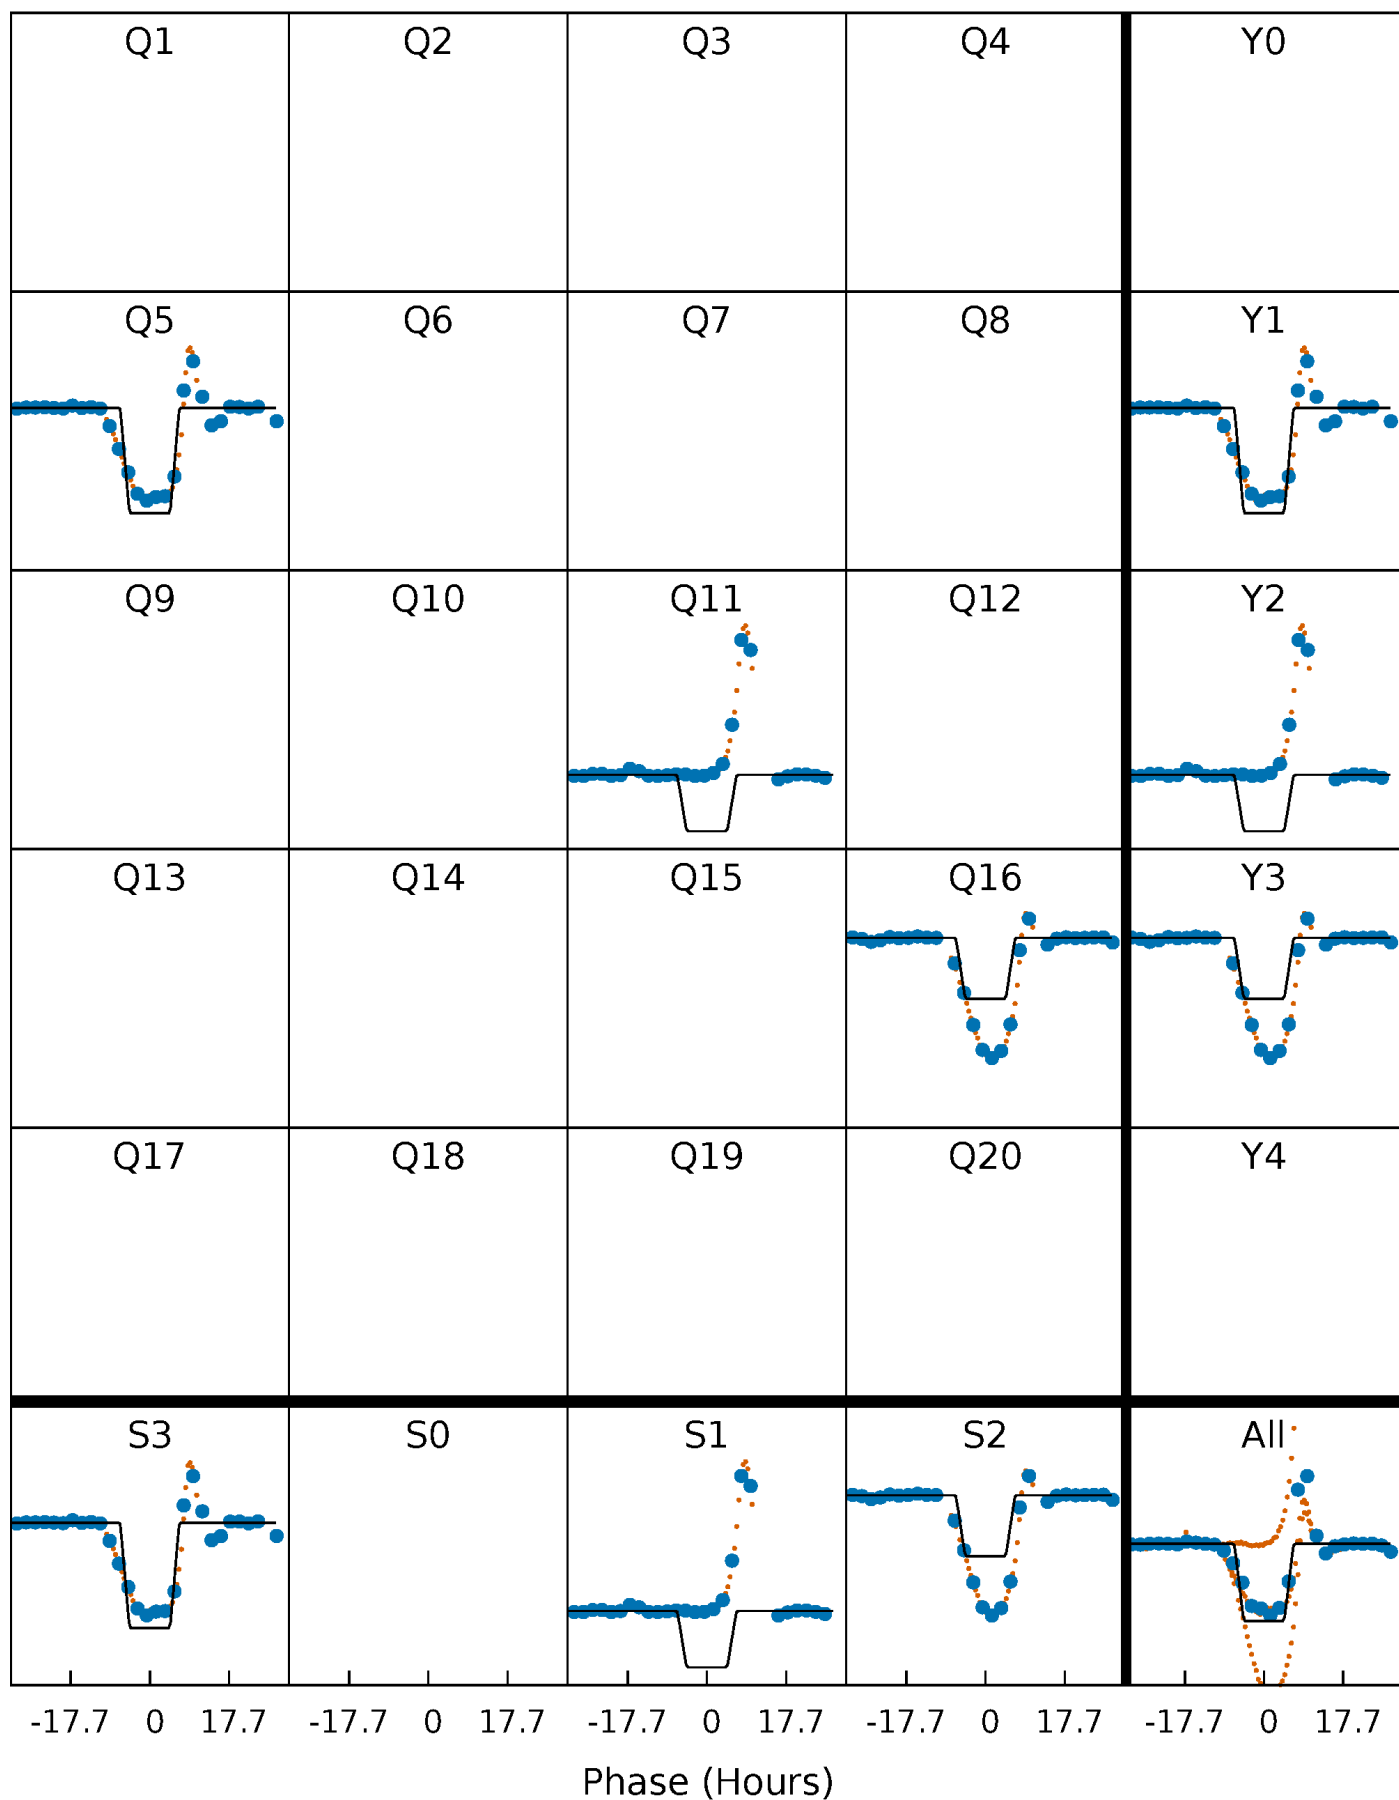 Q1 Q2 Q3 Q4 Y0
Q5 Q6 Q7 Q8 Y1
Q9 Q10 Q11 Q12 Y2
Q13 Q14 Q15 Q16 Y3
Q17 Q18 Q19 Q20 Y4
S3 S0 S1 S2 All
-17.7 0 17.7 -17.7 0 17.7 -17.7 0 17.7 -17.7 0 17.7 -17.7 0 17.7
Phase (Hours)